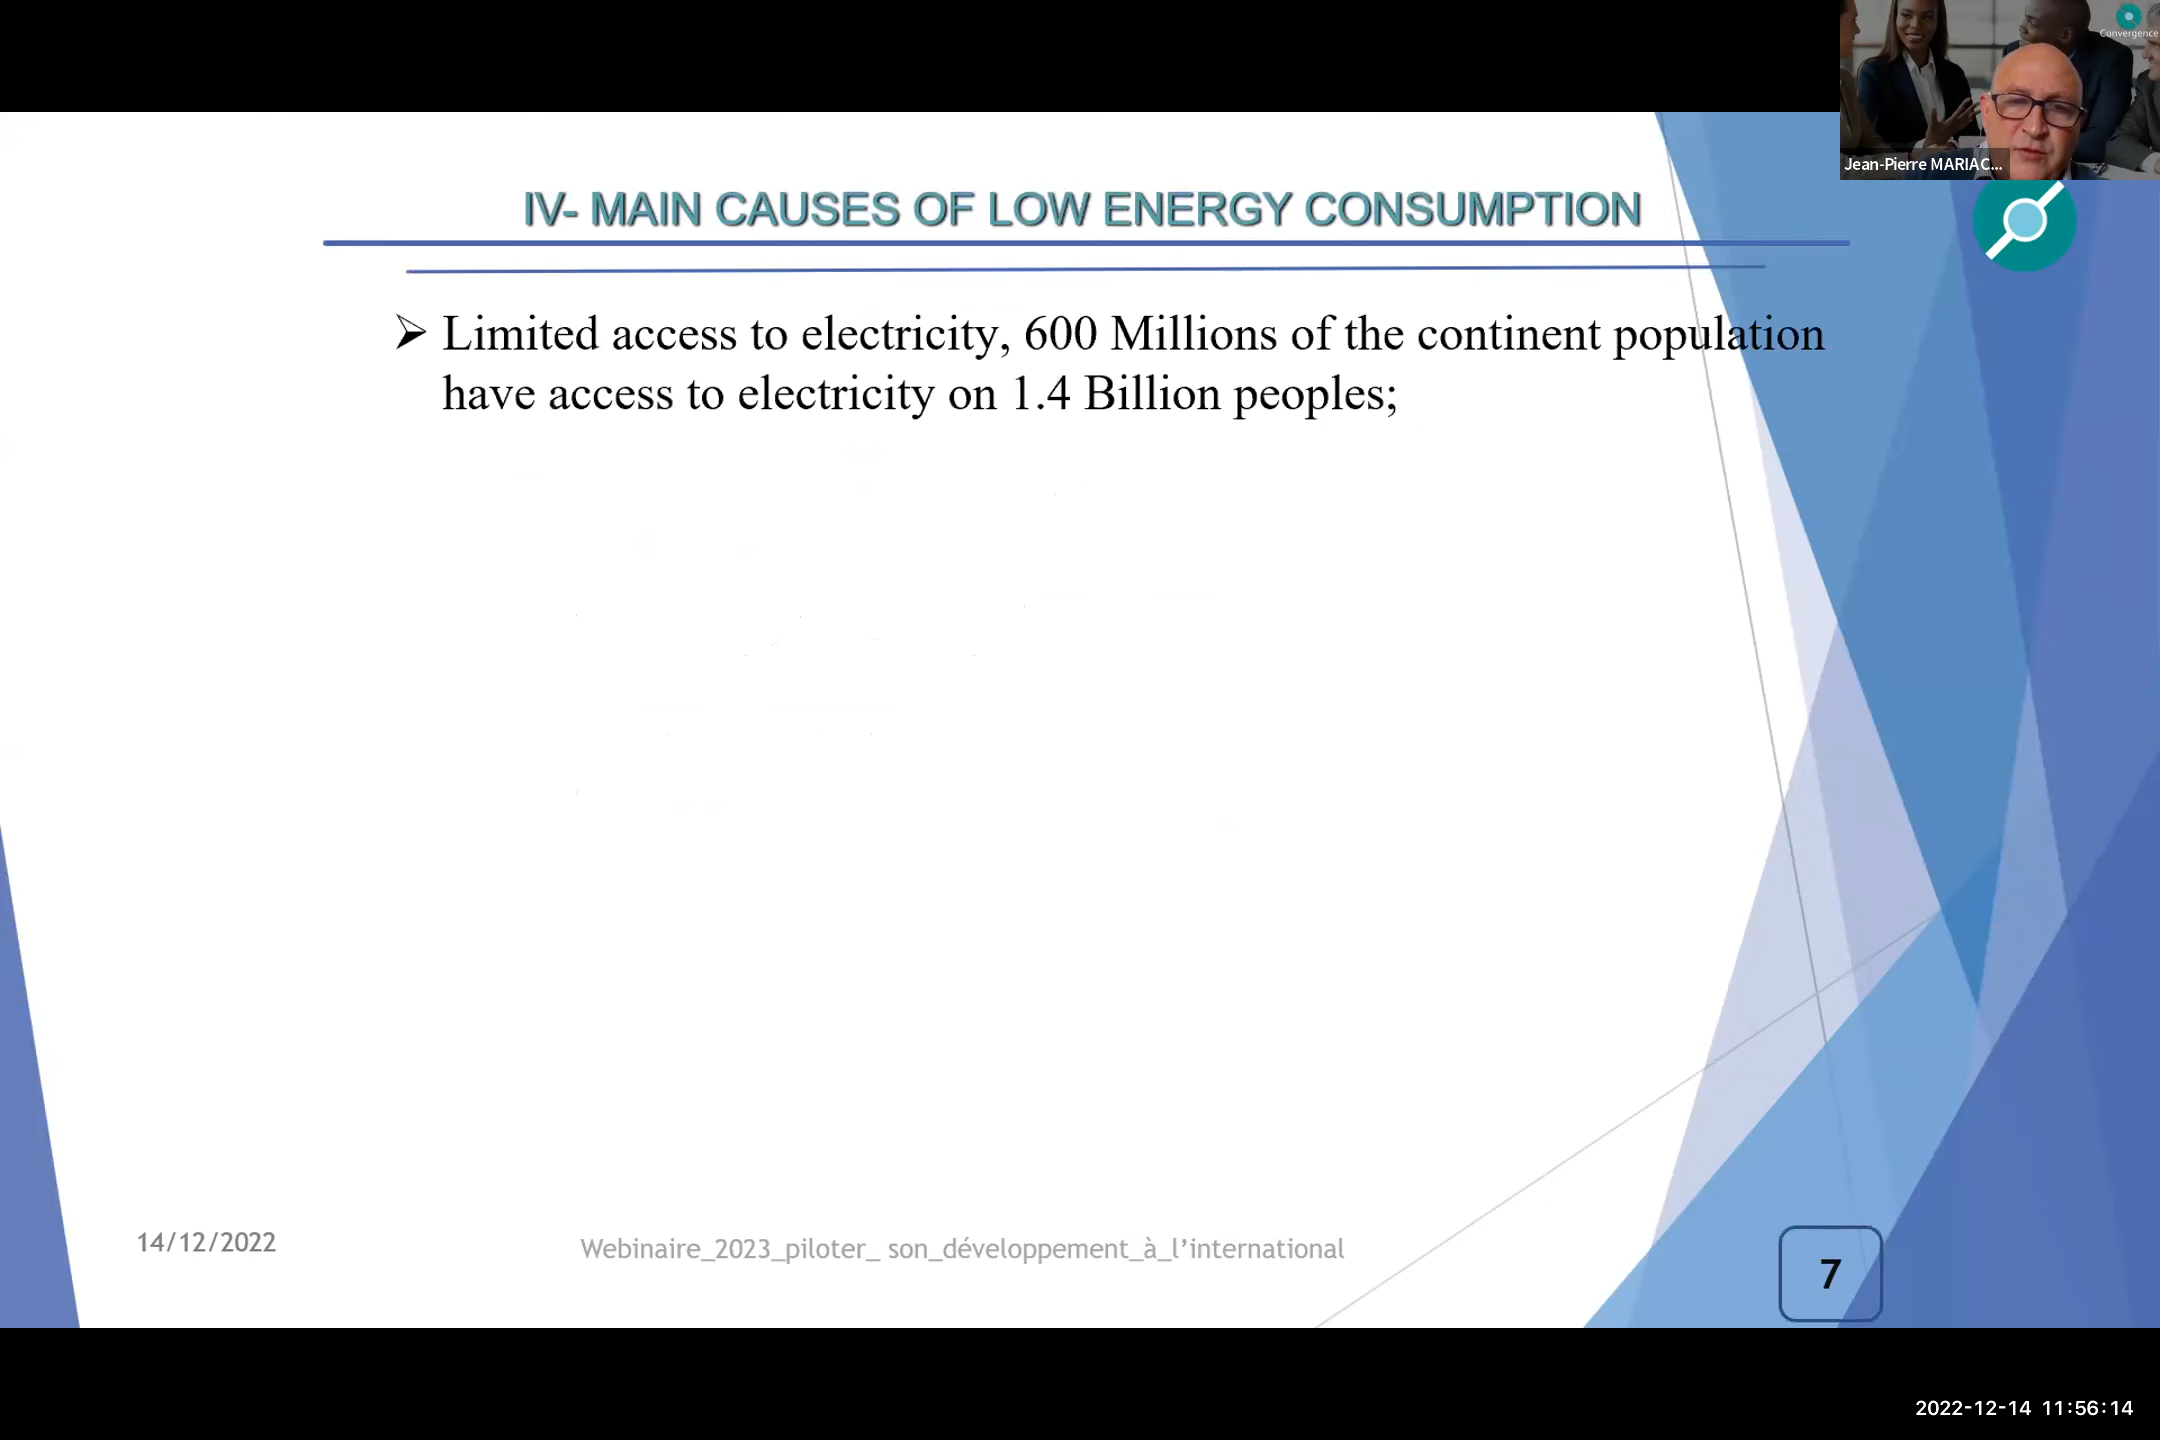 Convergence
Jean-Pierre MARIAC...
IV- MAIN CAUSES OF LOW ENERGY CONSUMPTION
➢ Limited access to electricity, 600 Millions of the continent population
have access to electricity on 1.4 Billion peoples;
14/12/2022
Webinaire_2023_piloter_ son_développement_à_l’international
7
2022-12-14 11:56:14